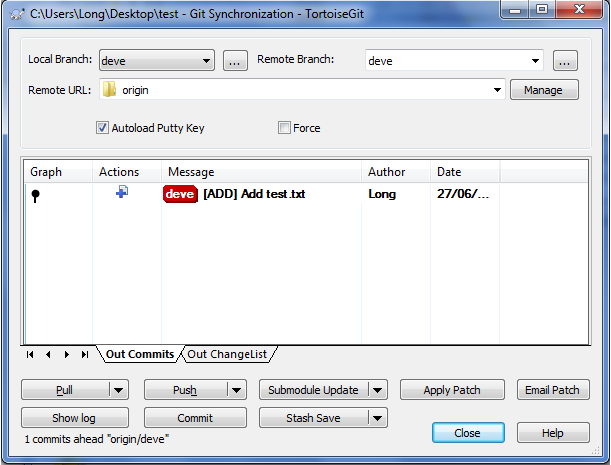 C:\Users\Long\Desktop\test - Git Synchronization - TortoiseGit
Local Branch: deve ... Remote Branch: deve ...
Remote URL: origin Manage
Autoload Putty Key Force
Graph Actions Message Author Date
deve [ADD] Add test.txt Long 27/06/...
Out Commits Out ChangeList
Pull Push Submodule Update Apply Patch Email Patch
Show log Commit Stash Save
1 commits ahead "origin/deve" Close Help